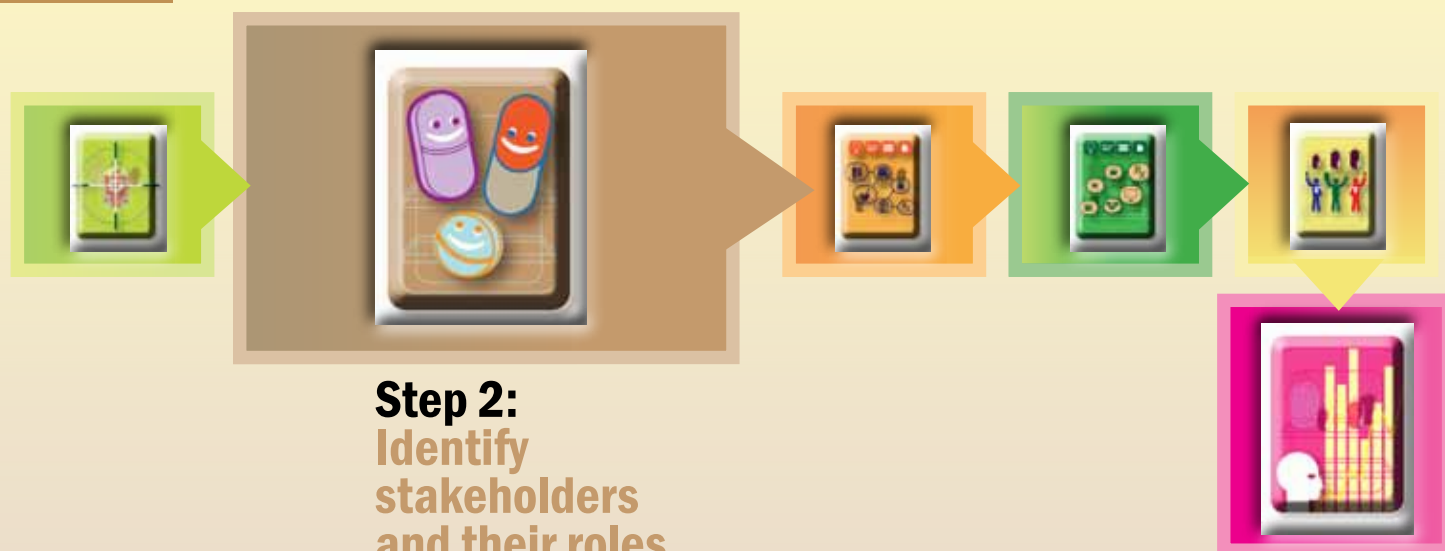 Step 2:
Identify
stakeholders
and their roles